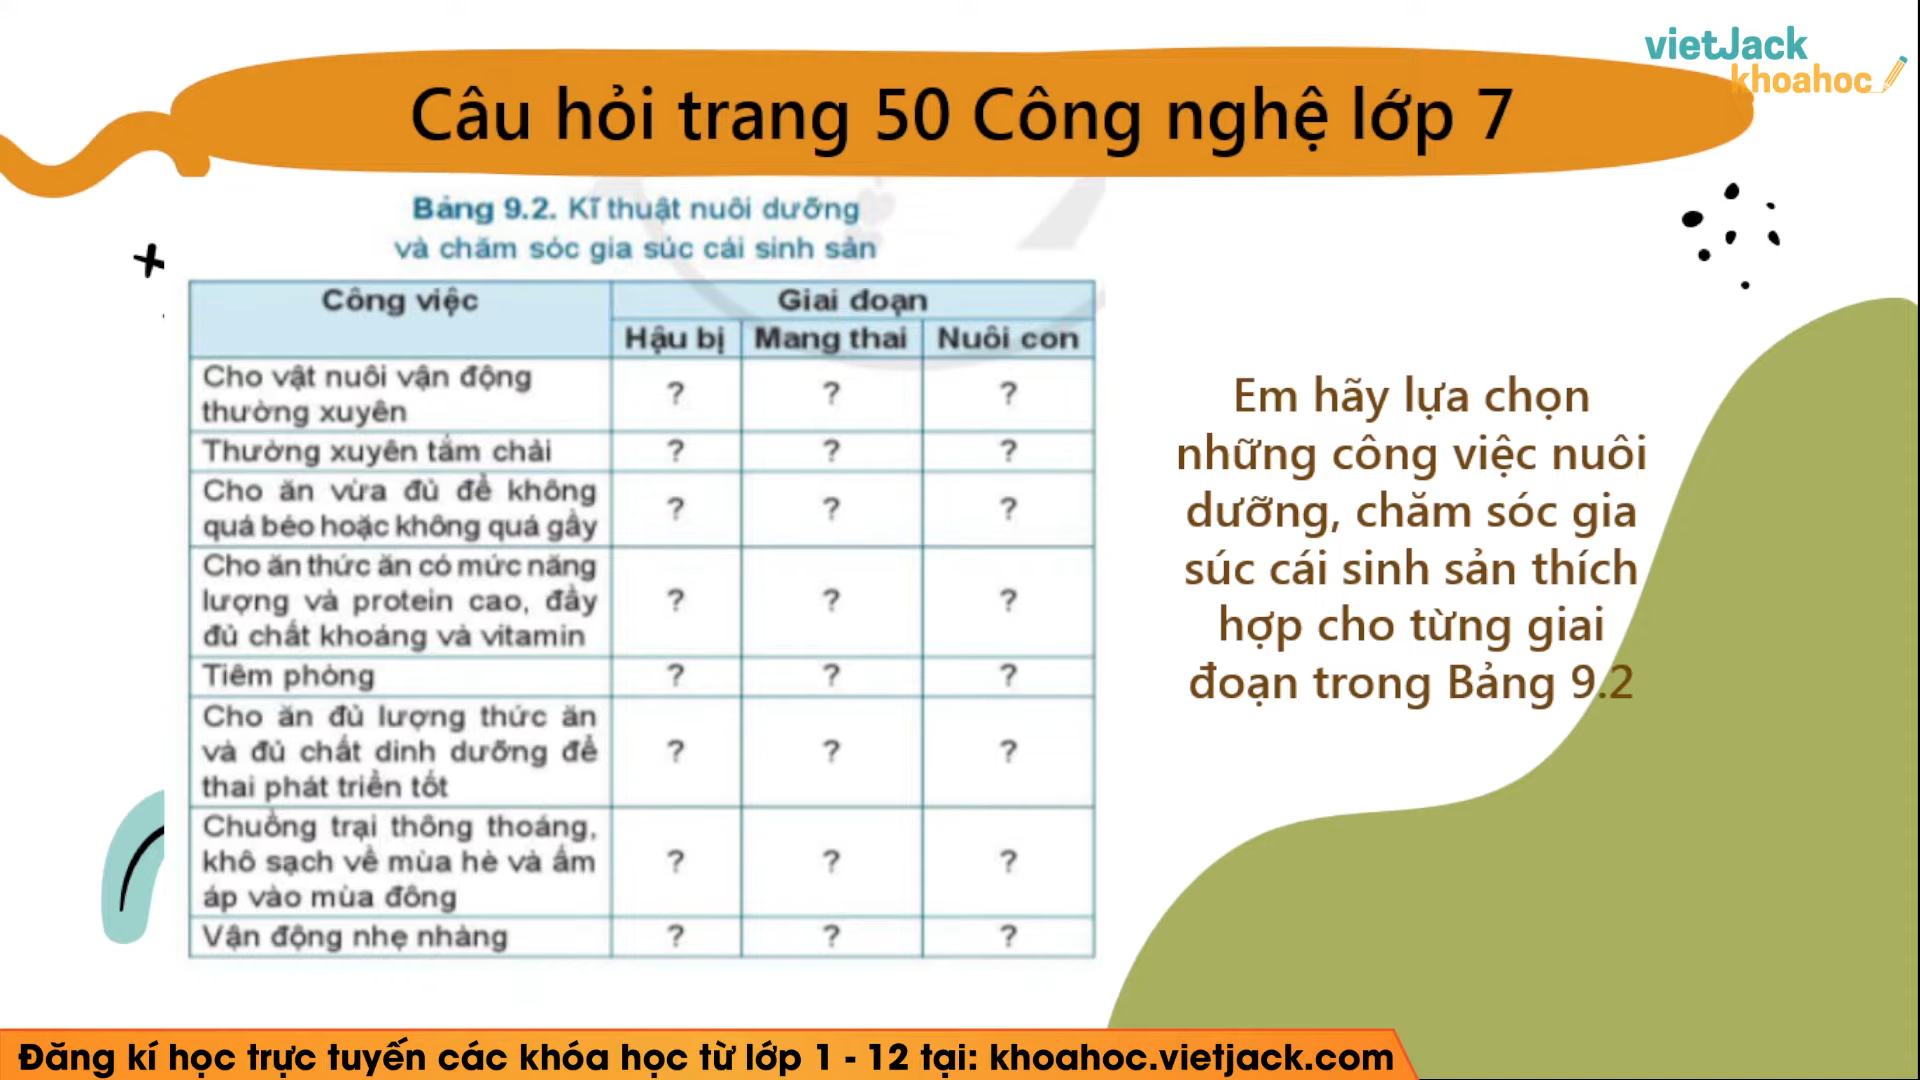 vietJack
khoahoc
Câu hỏi trang 50 Công nghệ lớp 7
Bảng 9.2. Kĩ thuật nuôi dưỡng
và chăm sóc gia súc cái sinh sản
Công việc
Giai đoạn
Hậu bị
Mang thai
Nuôi con
Cho vật nuôi vận động
thường xuyên
? ? ?
Thường xuyên tắm chải
? ? ?
Cho ăn vừa đủ để không
quá béo hoặc không quá gầy
? ? ?
Cho ăn thức ăn có mức năng
lượng và protein cao, đầy
đủ chất khoáng và vitamin
? ? ?
Tiêm phòng
? ? ?
Cho ăn đủ lượng thức ăn
và đủ chất dinh dưỡng để
thai phát triển tốt
? ? ?
Chuồng trại thông thoáng,
khô sạch về mùa hè và ấm
áp vào mùa đông
? ? ?
Vận động nhẹ nhàng
? ? ?
Em hãy lựa chọn
những công việc nuôi
dưỡng, chăm sóc gia
súc cái sinh sản thích
hợp cho từng giai
đoạn trong Bảng 9.2
Đăng kí học trực tuyến các khóa học từ lớp 1 - 12 tại: khoahoc.vietjack.com